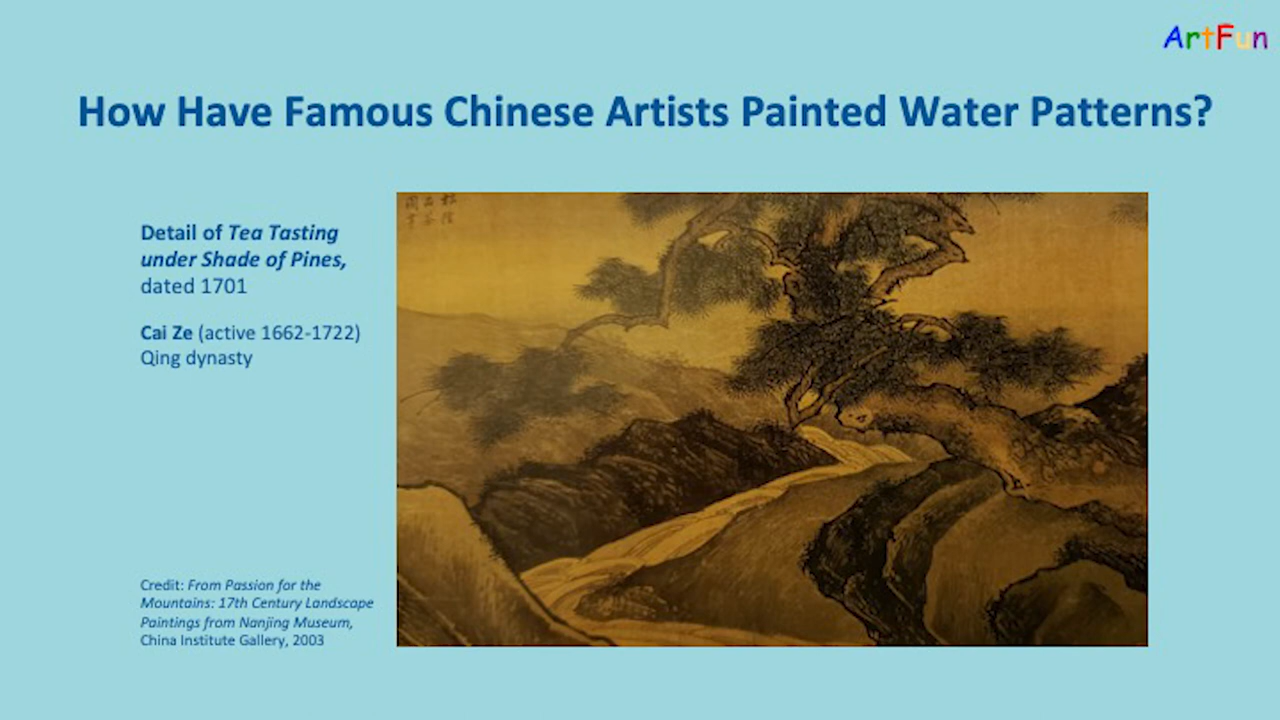 ArtFun
How Have Famous Chinese Artists Painted Water Patterns?
Detail of Tea Tasting
under Shade of Pines,
dated 1701
Cai Ze (active 1662-1722)
Qing dynasty
Credit: From Passion for the
Mountains: 17th Century Landscape
Paintings from Nanjing Museum,
China Institute Gallery, 2003